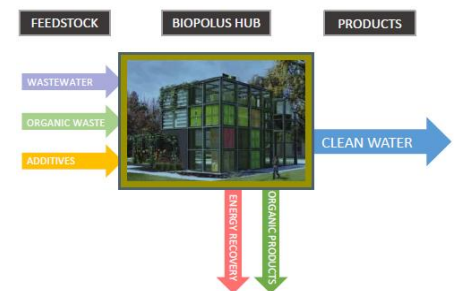 FEEDSTOCK
BIOPOLUS HUB
PRODUCTS
WASTEWATER
ORGANIC WASTE
ADDITIVES
CLEAN WATER
ENERGY RECOVERY
ORGANIC PRODUCTS